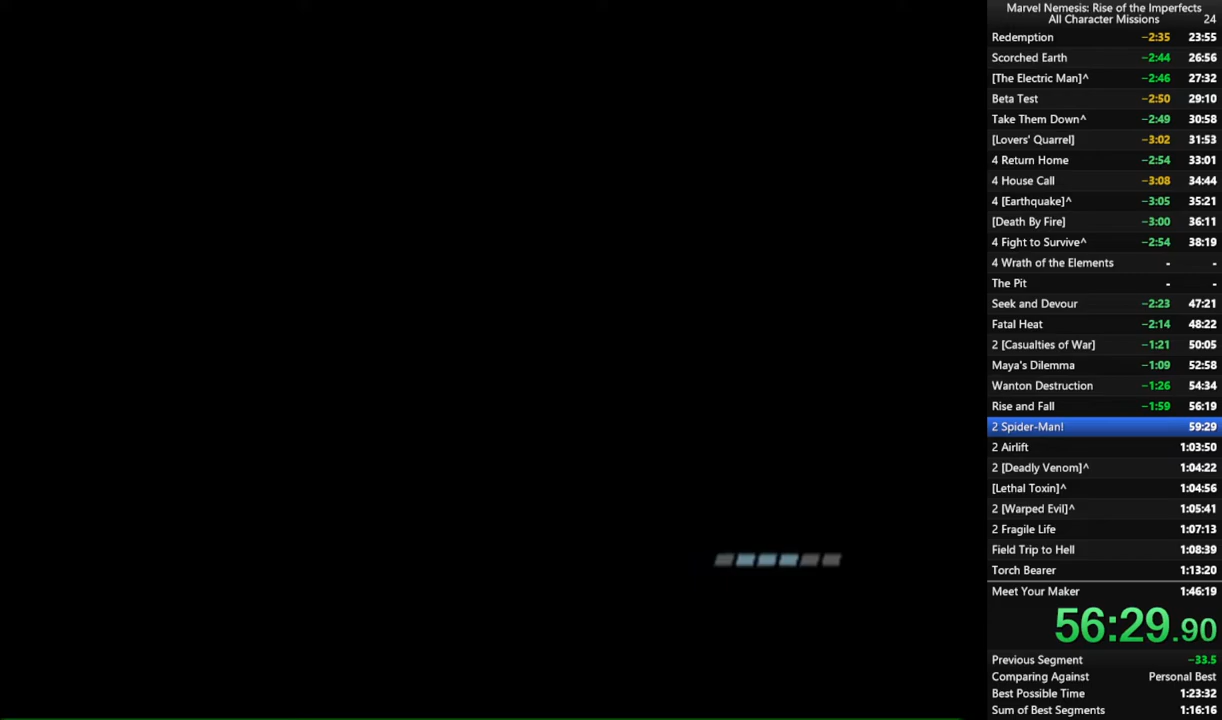 Marvel Nemesis: Rise of the Imperfects
All Character Missions 24
Redemption −2:35 23:55
Scorched Earth −2:44 26:56
[The Electric Man]^ −2:46 27:32
Beta Test −2:50 29:10
Take Them Down^ −2:49 30:58
[Lovers' Quarrel] −3:02 31:53
4 Return Home −2:54 33:01
4 House Call −3:08 34:44
4 [Earthquake]^ −3:05 35:21
[Death By Fire] −3:00 36:11
4 Fight to Survive^ −2:54 38:19
4 Wrath of the Elements - -
The Pit - -
Seek and Devour −2:23 47:21
Fatal Heat −2:14 48:22
2 [Casualties of War] −1:21 50:05
Maya's Dilemma −1:09 52:58
Wanton Destruction −1:26 54:34
Rise and Fall −1:59 56:19
2 Spider-Man! 59:29
2 Airlift 1:03:50
2 [Deadly Venom]^ 1:04:22
[Lethal Toxin]^ 1:04:56
2 [Warped Evil]^ 1:05:41
2 Fragile Life 1:07:13
Field Trip to Hell 1:08:39
Torch Bearer 1:13:20
Meet Your Maker 1:46:19
56:29.90
Previous Segment −33.5
Comparing Against Personal Best
Best Possible Time 1:23:32
Sum of Best Segments 1:16:16